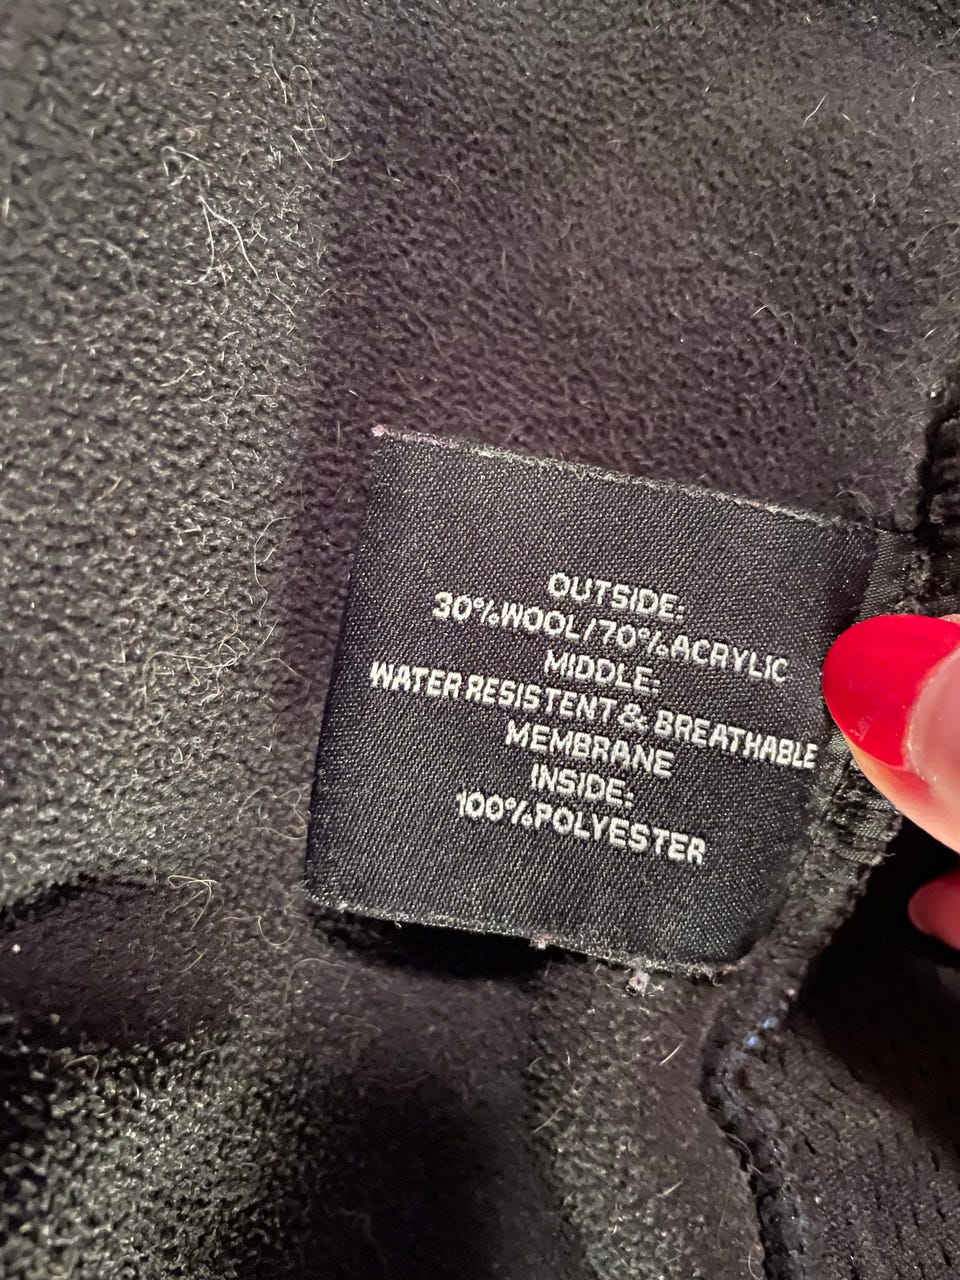 OUTSIDE:
30%WOOL/70%ACRYLIC
MIDDLE:
WATER RESISTENT & BREATHABLE
MEMBRANE
INSIDE:
100%POLYESTER